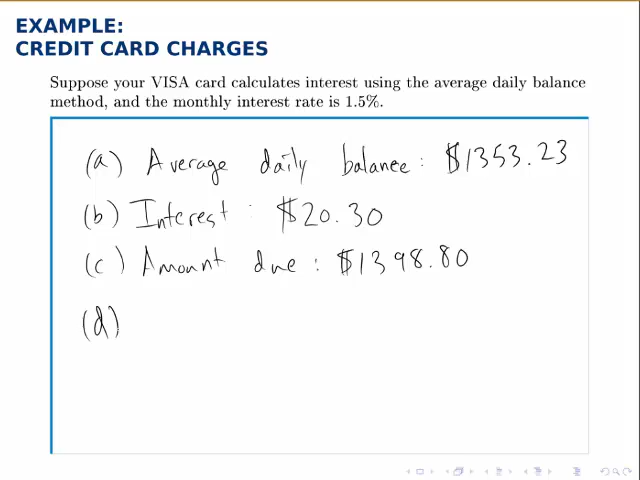 EXAMPLE:
CREDIT CARD CHARGES
Suppose your VISA card calculates interest using the average daily balance
method, and the monthly interest rate is 1.5%.
(a) Average daily balance : $1353.23
(b) Interest : $20.30
(c) Amount due : $1398.80
(d)